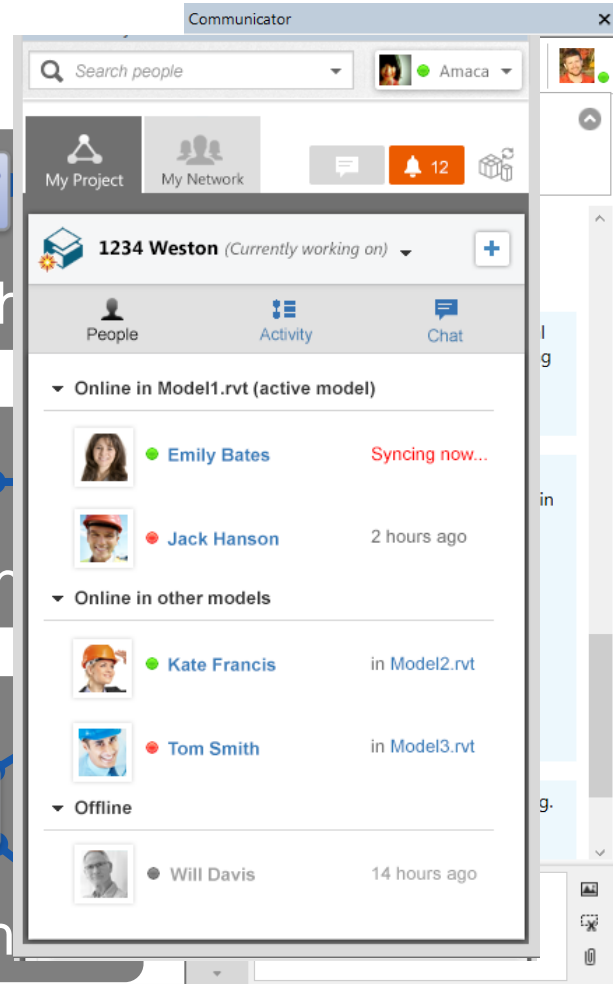 Communicator
Search people
Amaca
My Project
My Network
12
1234 Weston (Currently working on)
People
Activity
Chat
Online in Model1.rvt (active model)
Emily Bates
Syncing now...
Jack Hanson
2 hours ago
Online in other models
Kate Francis
in Model2.rvt
Tom Smith
in Model3.rvt
Offline
Will Davis
14 hours ago
in